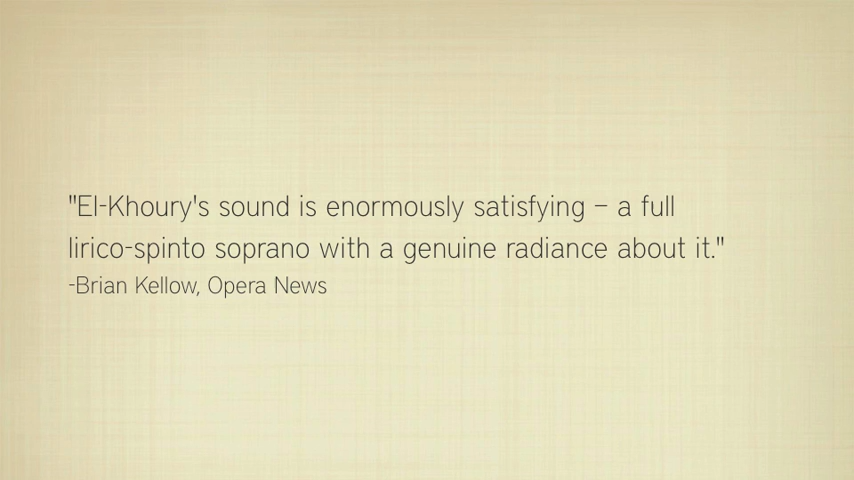 "El-Khoury's sound is enormously satisfying – a full
lirico-spinto soprano with a genuine radiance about it."
-Brian Kellow, Opera News